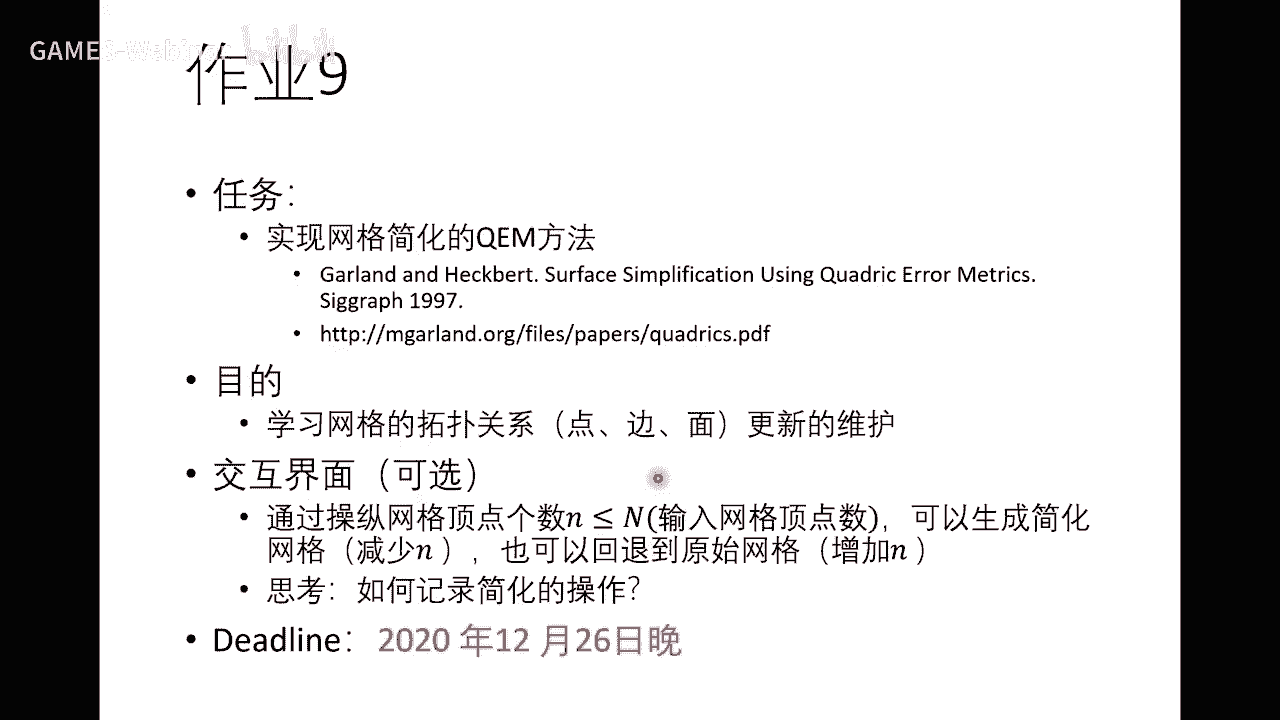 GAMES-Webinar
作业9
• 任务：
• 实现网格简化的QEM方法
• Garland and Heckbert. Surface Simplification Using Quadric Error Metrics.
Siggraph 1997.
• http://mgarland.org/files/papers/quadrics.pdf
• 目的
• 学习网格的拓扑关系（点、边、面）更新的维护
• 交互界面（可选）
• 通过操纵网格顶点个数n ≤ N(输入网格顶点数)，可以生成简化
网格（减少n ），也可以回退到原始网格（增加n ）
• 思考：如何记录简化的操作？
• Deadline：2020 年12 月26日晚